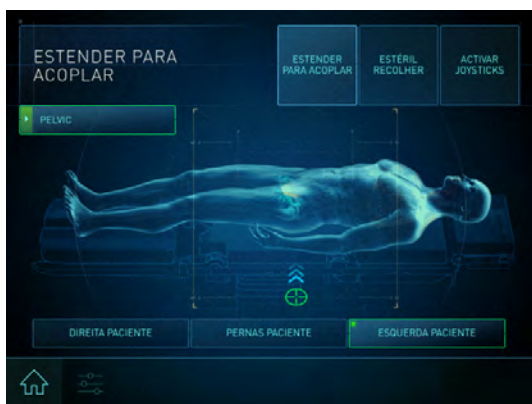 ESTENDER PARA
ACOPLAR
ESTENDER
PARA ACOPLAR
ESTÉRIL
RECOLHER
ACTIVAR
JOYSTICKS
PELVIC
DIREITA PACIENTE
PERNAS PACIENTE
ESQUERDA PACIENTE